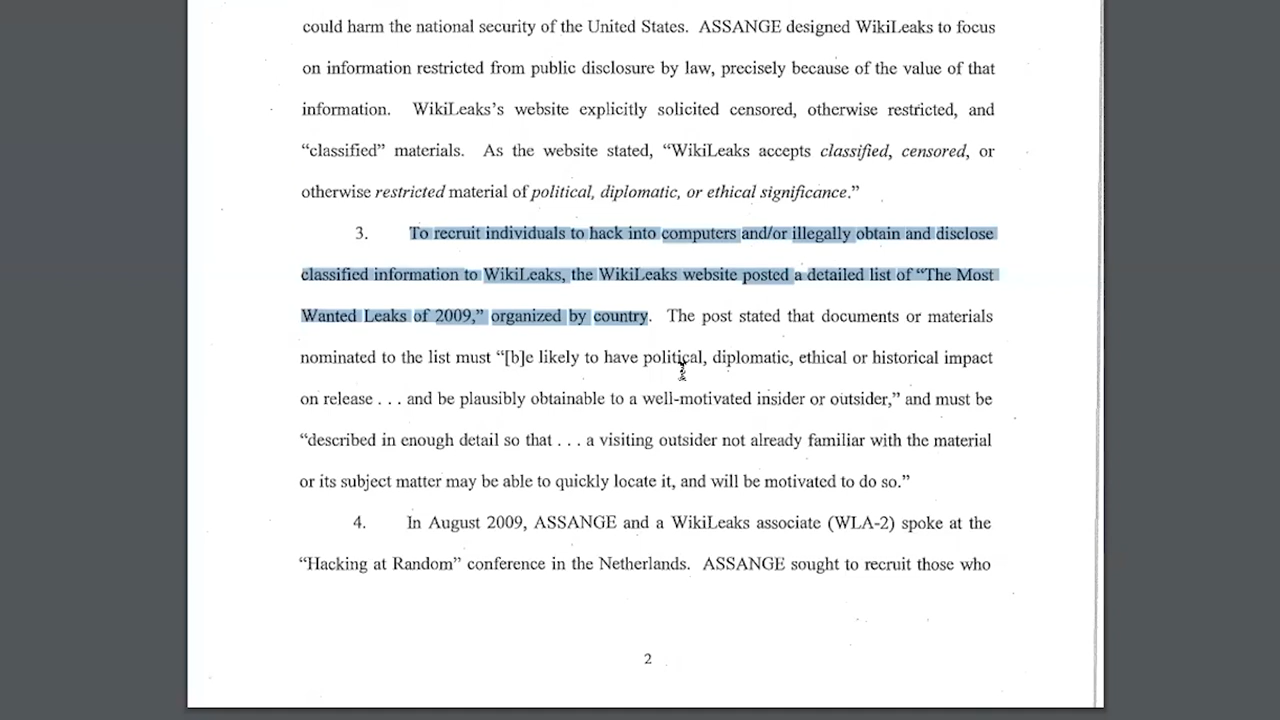 could harm the national security of the United States. ASSANGE designed WikiLeaks to focus
on information restricted from public disclosure by law, precisely because of the value of that
information. WikiLeaks's website explicitly solicited censored, otherwise restricted, and
“classified” materials. As the website stated, “WikiLeaks accepts classified, censored, or
otherwise restricted material of political, diplomatic, or ethical significance.”
3. To recruit individuals to hack into computers and/or illegally obtain and disclose
classified information to WikiLeaks, the WikiLeaks website posted a detailed list of “The Most
Wanted Leaks of 2009,” organized by country. The post stated that documents or materials
nominated to the list must “[b]e likely to have political, diplomatic, ethical or historical impact
on release . . . and be plausibly obtainable to a well-motivated insider or outsider,” and must be
“described in enough detail so that . . . a visiting outsider not already familiar with the material
or its subject matter may be able to quickly locate it, and will be motivated to do so.”
4. In August 2009, ASSANGE and a WikiLeaks associate (WLA-2) spoke at the
“Hacking at Random” conference in the Netherlands. ASSANGE sought to recruit those who
2